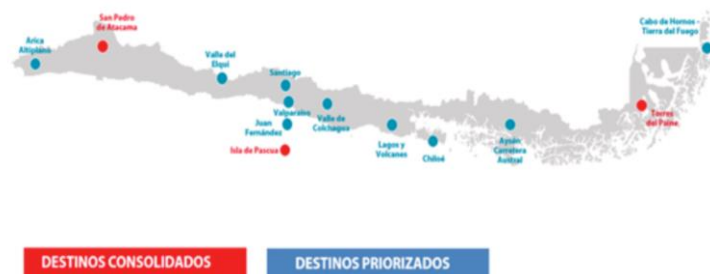 San Pedro
de Atacama
Arica
Altiplano
Valle del
Elqui
Santiago
Valparaíso
Juan
Fernández
Isla de Pascua
Valle de
Colchagua
Lagos y
Volcanes
Chiloé
Aysén
Carretera
Austral
Torres
del Paine
Cabo de Hornos -
Tierra del Fuego
DESTINOS CONSOLIDADOS
DESTINOS PRIORIZADOS